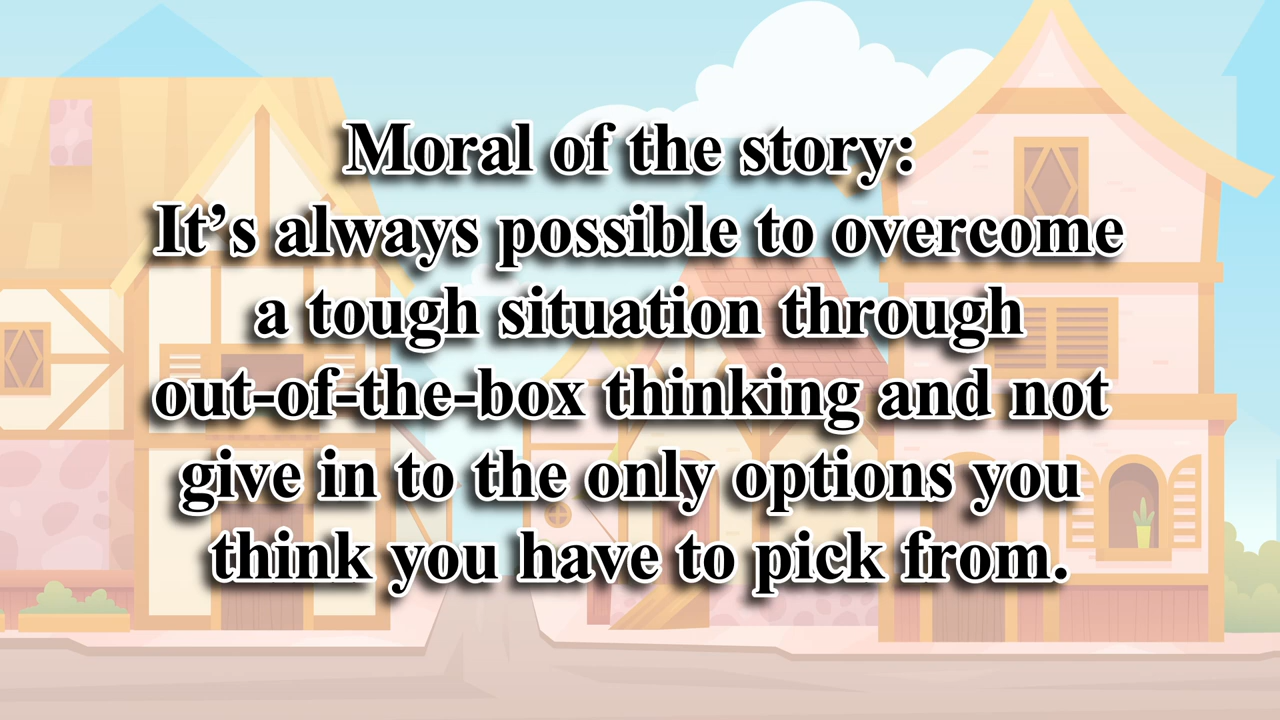 Moral of the story:
It’s always possible to overcome
a tough situation through
out-of-the-box thinking and not
give in to the only options you
think you have to pick from.